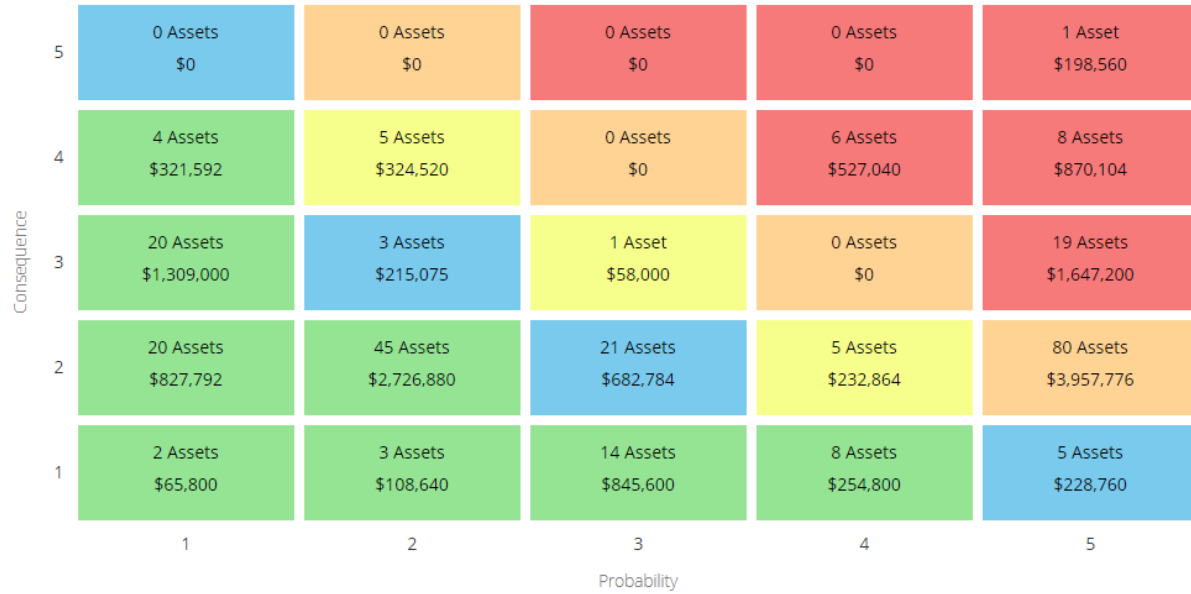 0 Assets
$0
0 Assets
$0
0 Assets
$0
0 Assets
$0
1 Asset
$198,560
5
4 Assets
$321,592
5 Assets
$324,520
0 Assets
$0
6 Assets
$527,040
8 Assets
$870,104
4
20 Assets
$1,309,000
3 Assets
$215,075
1 Asset
$58,000
0 Assets
$0
19 Assets
$1,647,200
3
Consequence
20 Assets
$827,792
45 Assets
$2,726,880
21 Assets
$682,784
5 Assets
$232,864
80 Assets
$3,957,776
2
2 Assets
$65,800
3 Assets
$108,640
14 Assets
$845,600
8 Assets
$254,800
5 Assets
$228,760
1
1
2
3
4
5
Probability